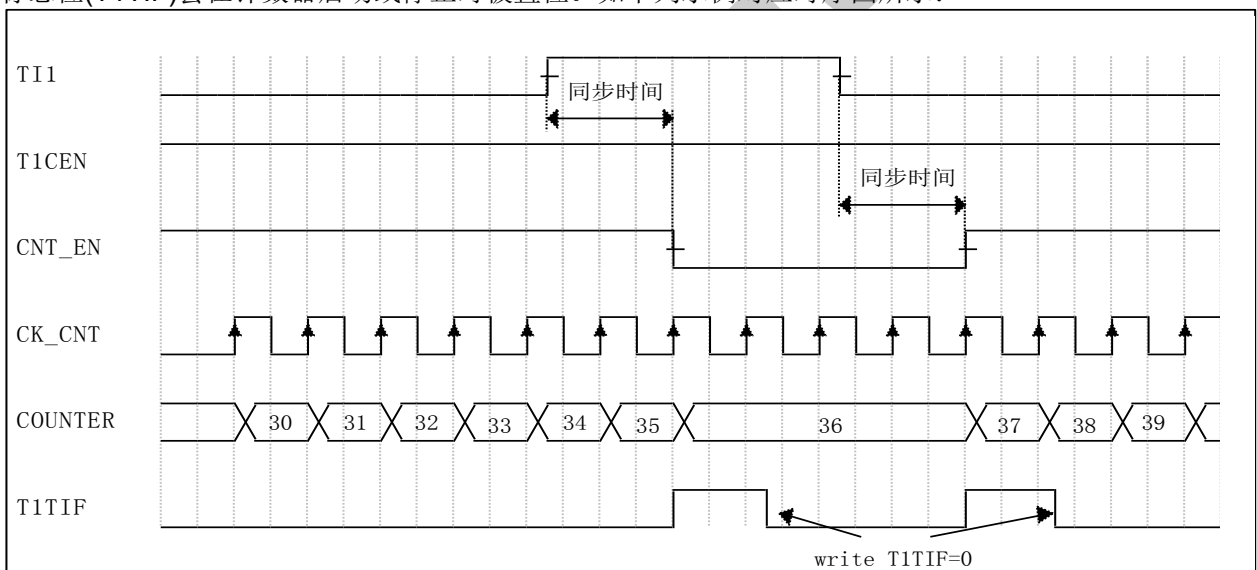 TI1
同步时间
T1CEN
同步时间
CNT_EN
CK_CNT
COUNTER 30 31 32 33 34 35 36 37 38 39
T1TIF
write T1TIF=0